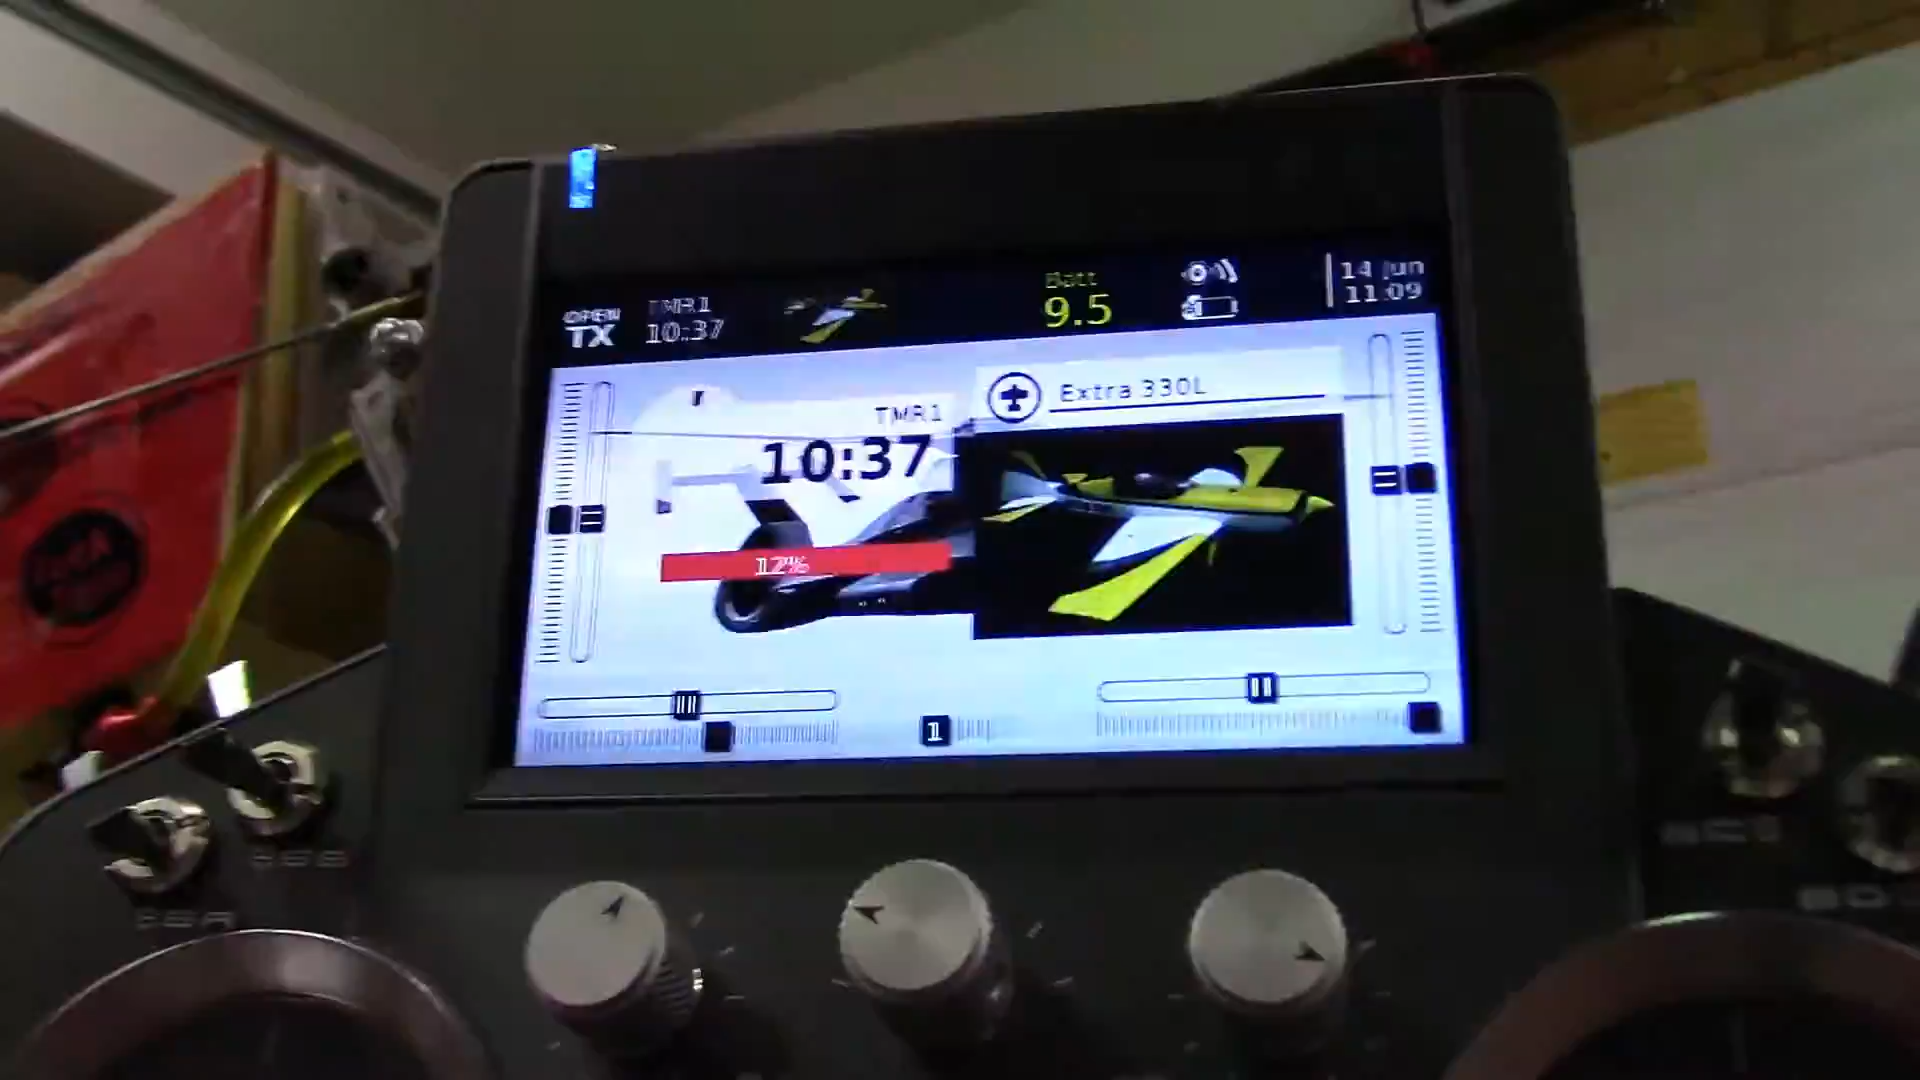 OPEN
TX
TMR1
10:37
Batt
9.5
14 Jun
11:09
TMR1
10:37
Extra 330L
12%
1